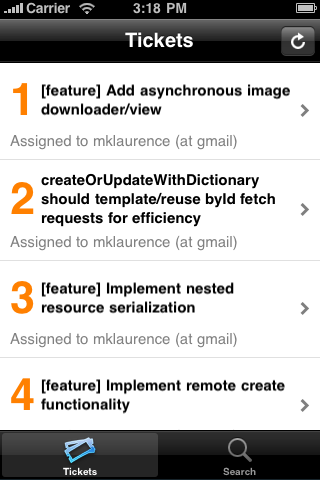 Carrier 3:18 PM
Tickets
1 [feature] Add asynchronous image
downloader/view
Assigned to mklaurence (at gmail)
2 createOrUpdateWithDictionary
should template/reuse byId fetch
requests for efficiency
Assigned to mklaurence (at gmail)
3 [feature] Implement nested
resource serialization
Assigned to mklaurence (at gmail)
4 [feature] Implement remote create
functionality
Tickets Search